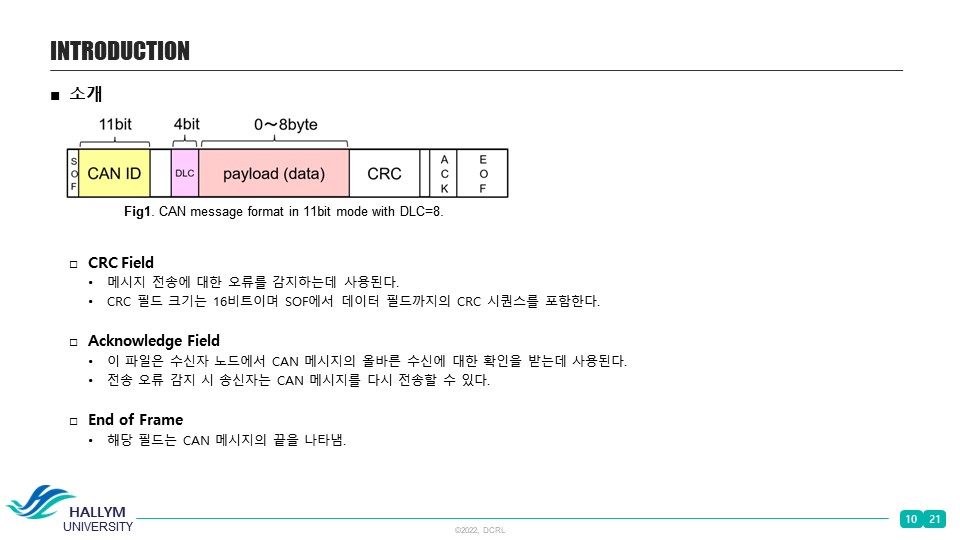 INTRODUCTION
■ 소개
11bit 4bit 0～8byte
SOF CAN ID DLC payload (data) CRC ACK EOF
Fig1. CAN message format in 11bit mode with DLC=8.
□ CRC Field
• 메시지 전송에 대한 오류를 감지하는데 사용된다.
• CRC 필드 크기는 16비트이며 SOF에서 데이터 필드까지의 CRC 시퀀스를 포함한다.
□ Acknowledge Field
• 이 파일은 수신자 노드에서 CAN 메시지의 올바른 수신에 대한 확인을 받는데 사용된다.
• 전송 오류 감지 시 송신자는 CAN 메시지를 다시 전송할 수 있다.
□ End of Frame
• 해당 필드는 CAN 메시지의 끝을 나타냄.
HALLYM
UNIVERSITY
©2022, DCRL
10 21